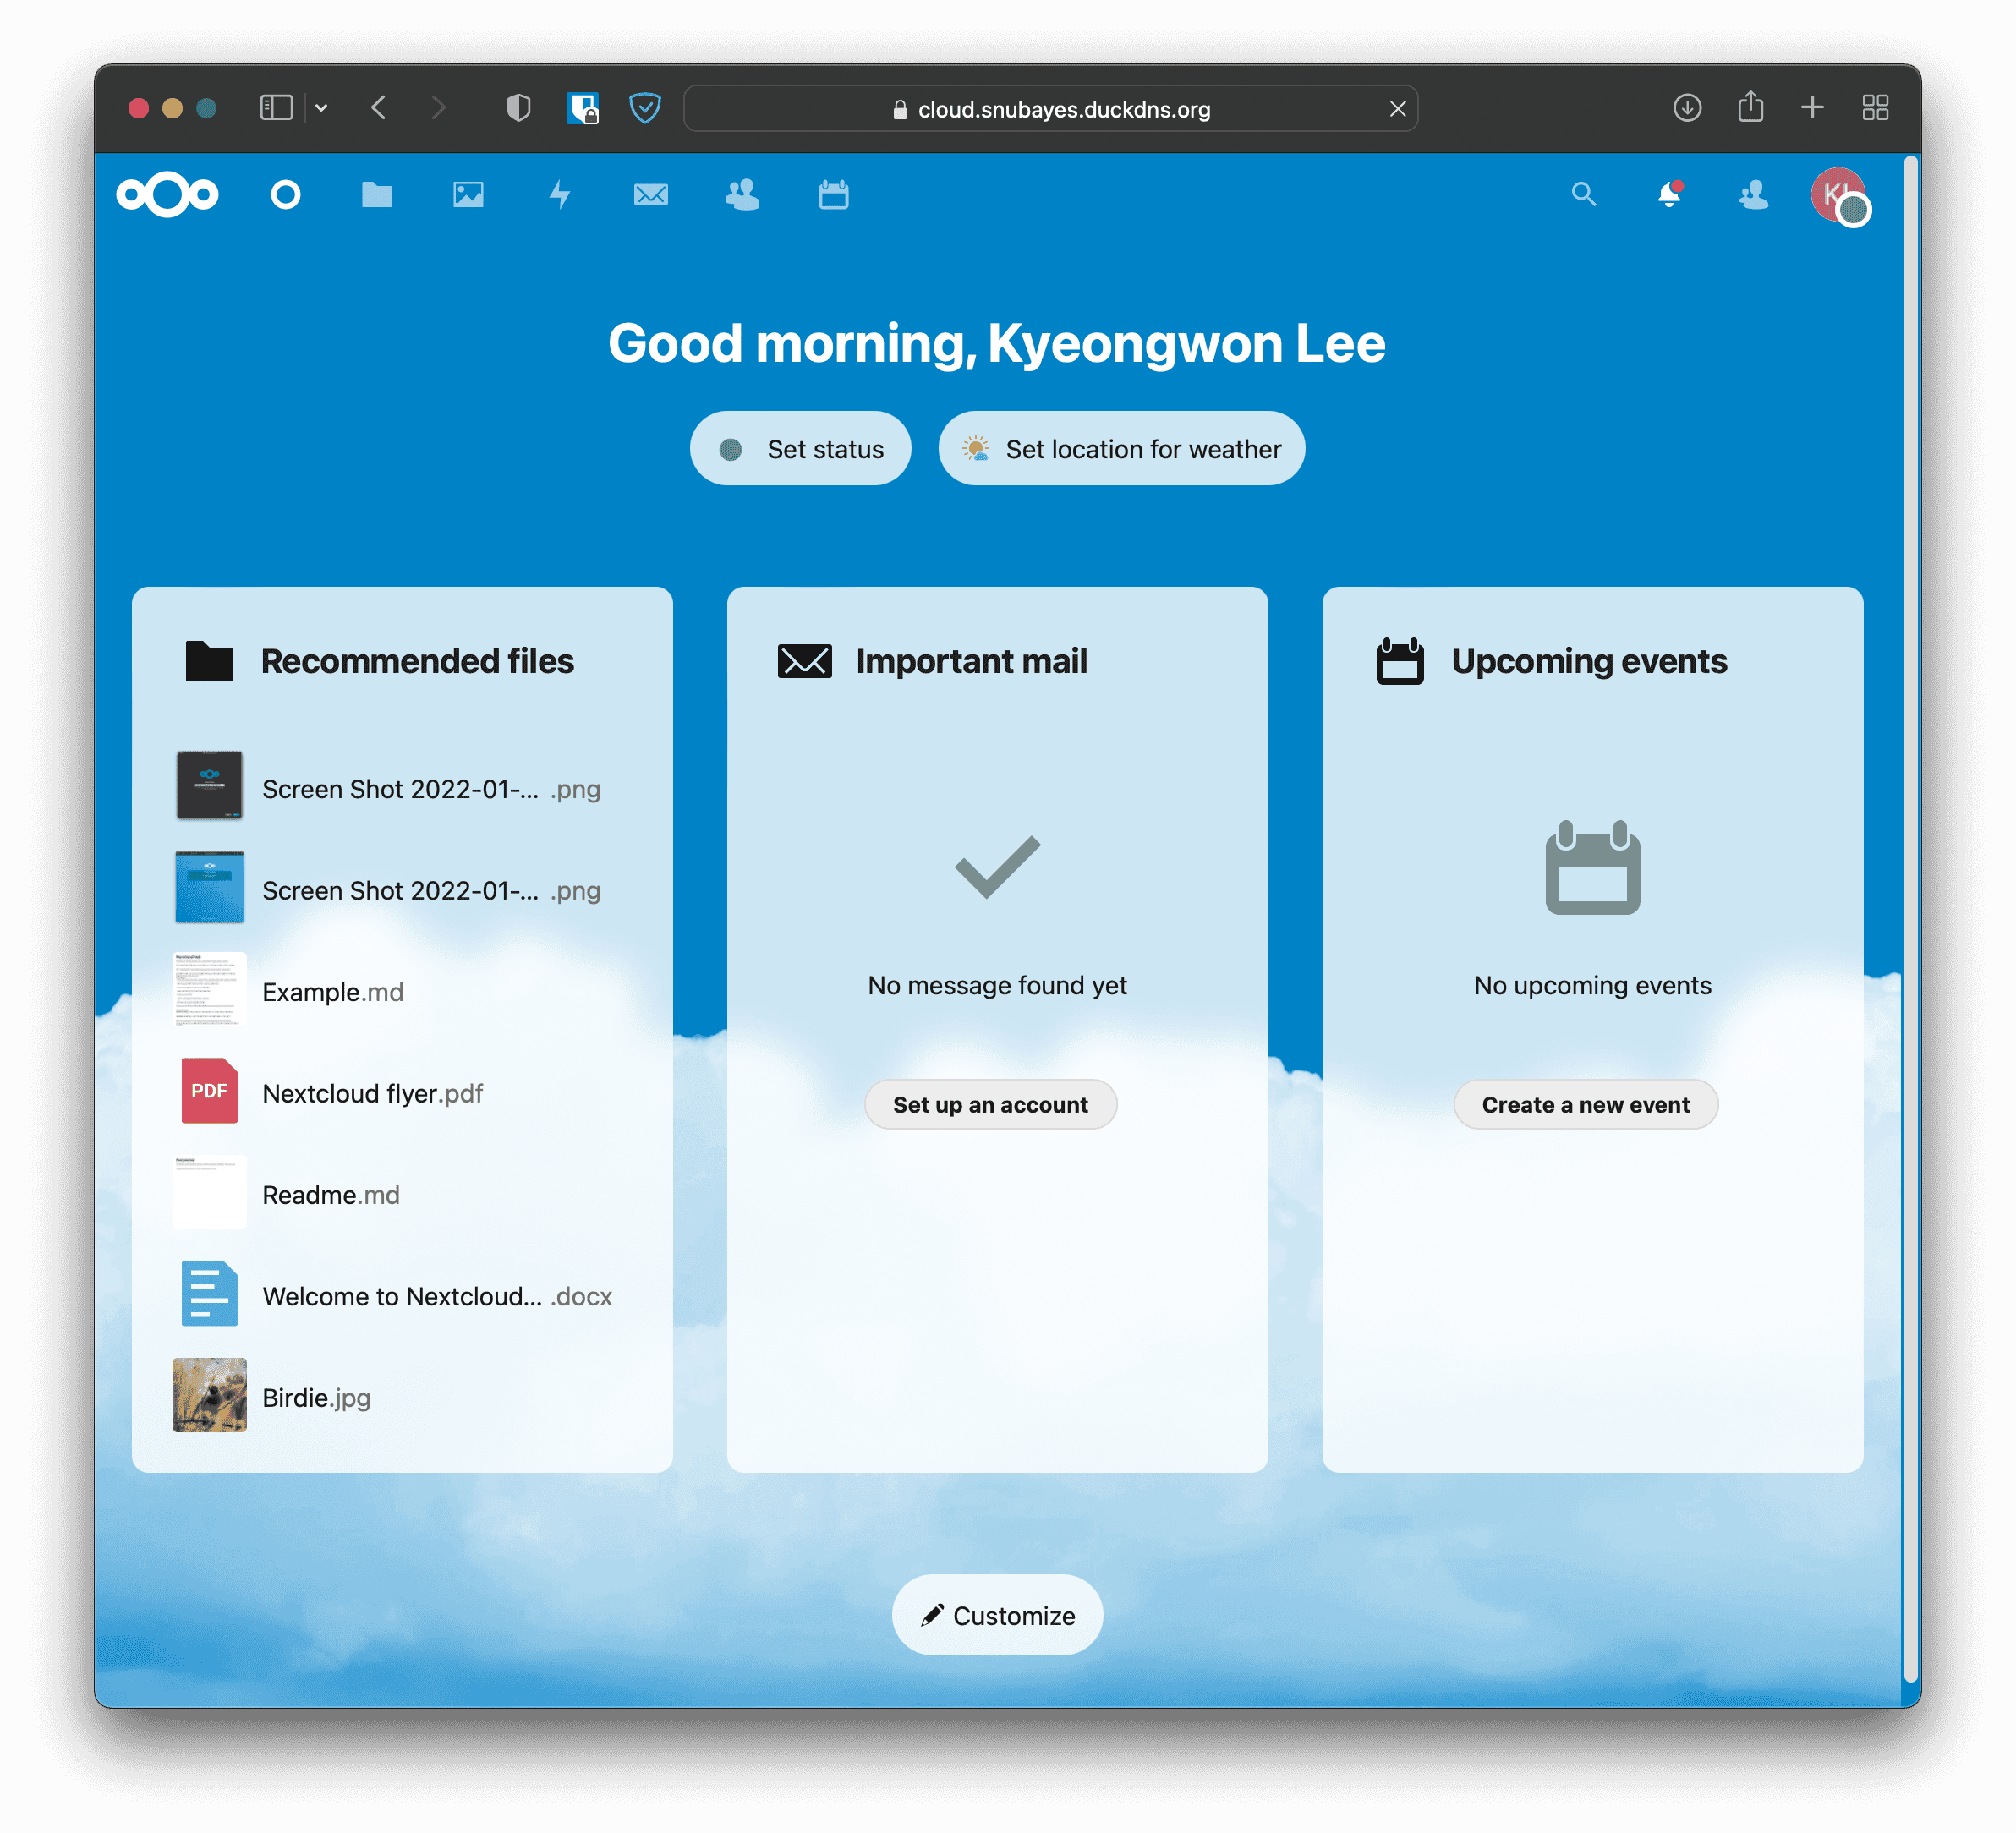 cloud.snubayes.duckdns.org
Good morning, Kyeongwon Lee
Set status
Set location for weather
Recommended files
Screen Shot 2022-01-... .png
Screen Shot 2022-01-... .png
Example.md
PDF
Nextcloud flyer.pdf
Readme.md
Welcome to Nextcloud... .docx
Birdie.jpg
Important mail
No message found yet
Set up an account
Upcoming events
No upcoming events
Create a new event
Customize